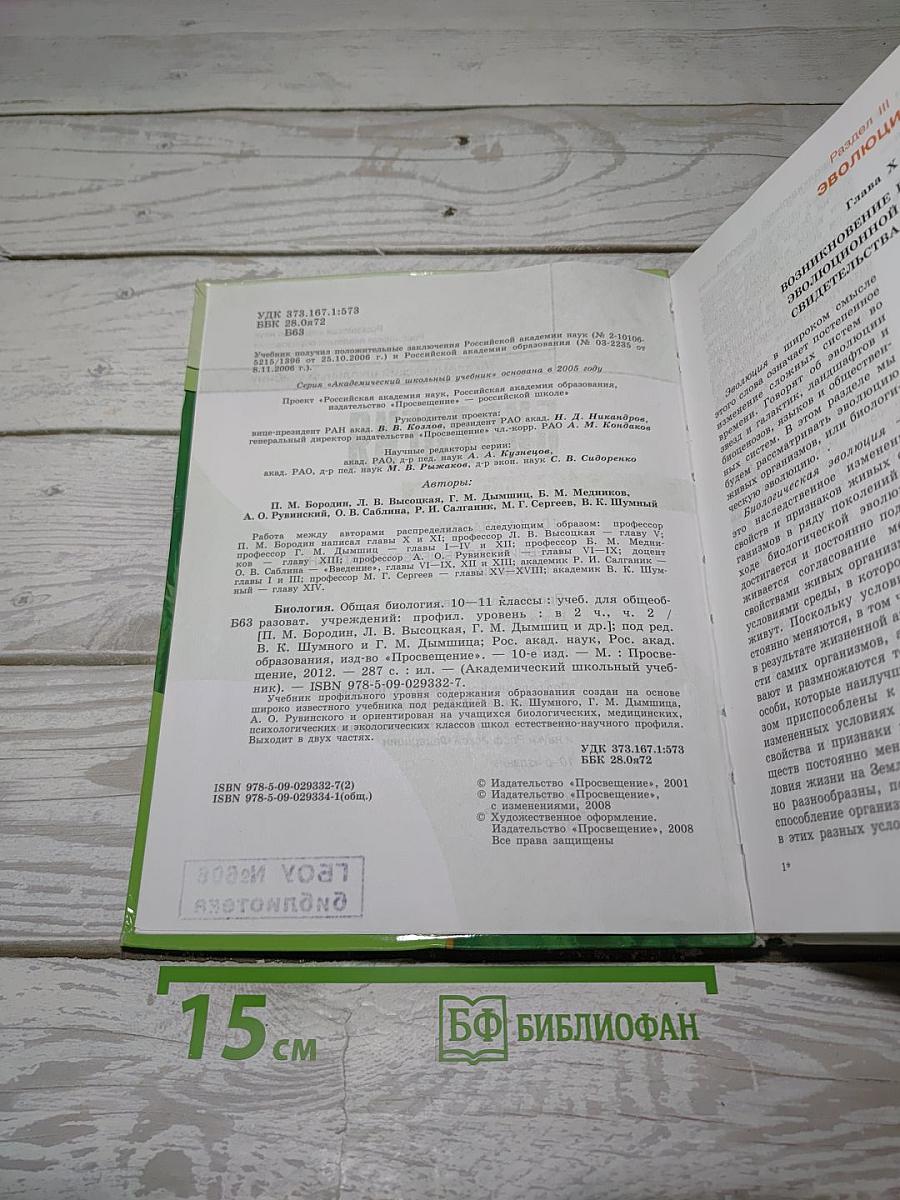 УДК 373.167.1:573
ББК 28.0я72
Б63
Учебник получил положительные заключения Российской академии наук (№ 2-10106-
5215/1396 от 25.10.2006 г.) и Российской академии образования (№ 03-2235 от
8.11.2006 г.).
Серия «Академический школьный учебник» основана в 2005 году
Проект «Российская академия наук, Российская академия образования,
издательство «Просвещение» — российской школе»
Руководители проекта:
вице-президент РАН акад. В. В. Козлов, президент РАО акад. Н. Д. Никандров,
генеральный директор издательства «Просвещение» чл.-корр. РАО А. М. Кондаков
Научные редакторы серии:
акад. РАО, д-р пед. наук А. А. Кузнецов,
акад. РАО, д-р пед. наук М. В. Рыжаков, д-р экон. наук С. В. Сидоренко
Авторы:
П. М. Бородин, Л. В. Высоцкая, Г. М. Дымшиц, Б. М. Медников,
А. О. Рувинский, О. В. Саблина, Р. И. Салганик, М. Г. Сергеев, В. К. Шумный
Работа между авторами распределилась следующим образом: профессор
П. М. Бородин написал главы X и XI; профессор Л. В. Высоцкая — главу V;
профессор Г. М. Дымшиц — главы I—IV и XII; профессор Б. М. Медни-
ков — главу XIII; профессор А. О. Рувинский — главы VI—IX; доцент
О. В. Саблина — «Введение», главы VI—IX, XII и XIII; академик Р. И. Салганик —
главы I и III; профессор М. Г. Сергеев — главы XV—XVIII; академик В. К. Шум-
ный — главу XIV.
Биология. Общая биология. 10—11 классы : учеб. для общеоб-
Б63 разоват. учреждений: профил. уровень : в 2 ч., ч. 2 /
[П. М. Бородин, Л. В. Высоцкая, Г. М. Дымшиц и др.]; под ред.
В. К. Шумного и Г. М. Дымшица; Рос. акад. наук, Рос. акад.
образования, изд-во «Просвещение». — 10-е изд. — М. : Просве-
щение, 2012. — 287 с. : ил. — (Академический школьный учеб-
ник). — ISBN 978-5-09-029332-7.
Учебник профильного уровня содержания образования создан на основе
широко известного учебника под редакцией В. К. Шумного, Г. М. Дымшица,
А. О. Рувинского и ориентирован на учащихся биологических, медицинских,
психологических и экологических классов школ естественно-научного профиля.
Выходит в двух частях.
УДК 373.167.1:573
ББК 28.0я72
ISBN 978-5-09-029332-7(2)
ISBN 978-5-09-029334-1(общ.)
© Издательство «Просвещение», 2001
© Издательство «Просвещение»,
с изменениями, 2008
© Художественное оформление.
Издательство «Просвещение», 2008
Все права защищены
ГБОУ №606
библиотека
Раздел III
ЭВОЛЮЦИ
Глава X
ВОЗНИКНОВЕНИЕ
ЭВОЛЮЦИОННОЙ
СВИДЕТЕЛЬСТВА
Эволюция в широком смысле
этого слова означает постепенное
изменение сложных систем во
времени. Говорят об эволюции
звезд и галактик, ландшафтов и
биоценозов, языков и обществен-
ных систем. В этом разделе мы
будем рассматривать эволюцию
живых организмов, или биологи
ческую эволюцию.
Биологическая эволюция
это наследственное изменен
свойств и признаков живых
ганизмов в ряду поколений
ходе биологической эволю
достигается и постоянно под
живается согласование м
свойствами живых организ
условиями среды, в которо
живут. Поскольку услов
стоянно меняются, в том ч
в результате жизненной а
сти самих организмов, а
вают и размножаются т
особи, которые наилучш
зом приспособлены к
измененных условиях
свойства и признаки
ществ постоянно мен
ловия жизни на Земл
но разнообразны, п
способление организ
в этих разных усло
1*
15 см
БФ БИБЛИОФАН